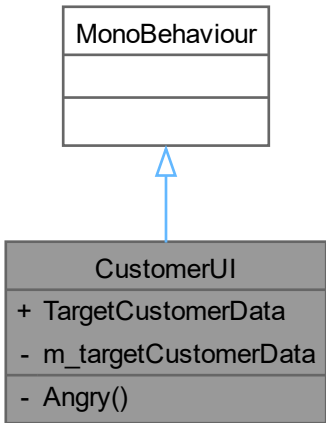 MonoBehaviour
CustomerUI
+ TargetCustomerData
- m_targetCustomerData
- Angry()